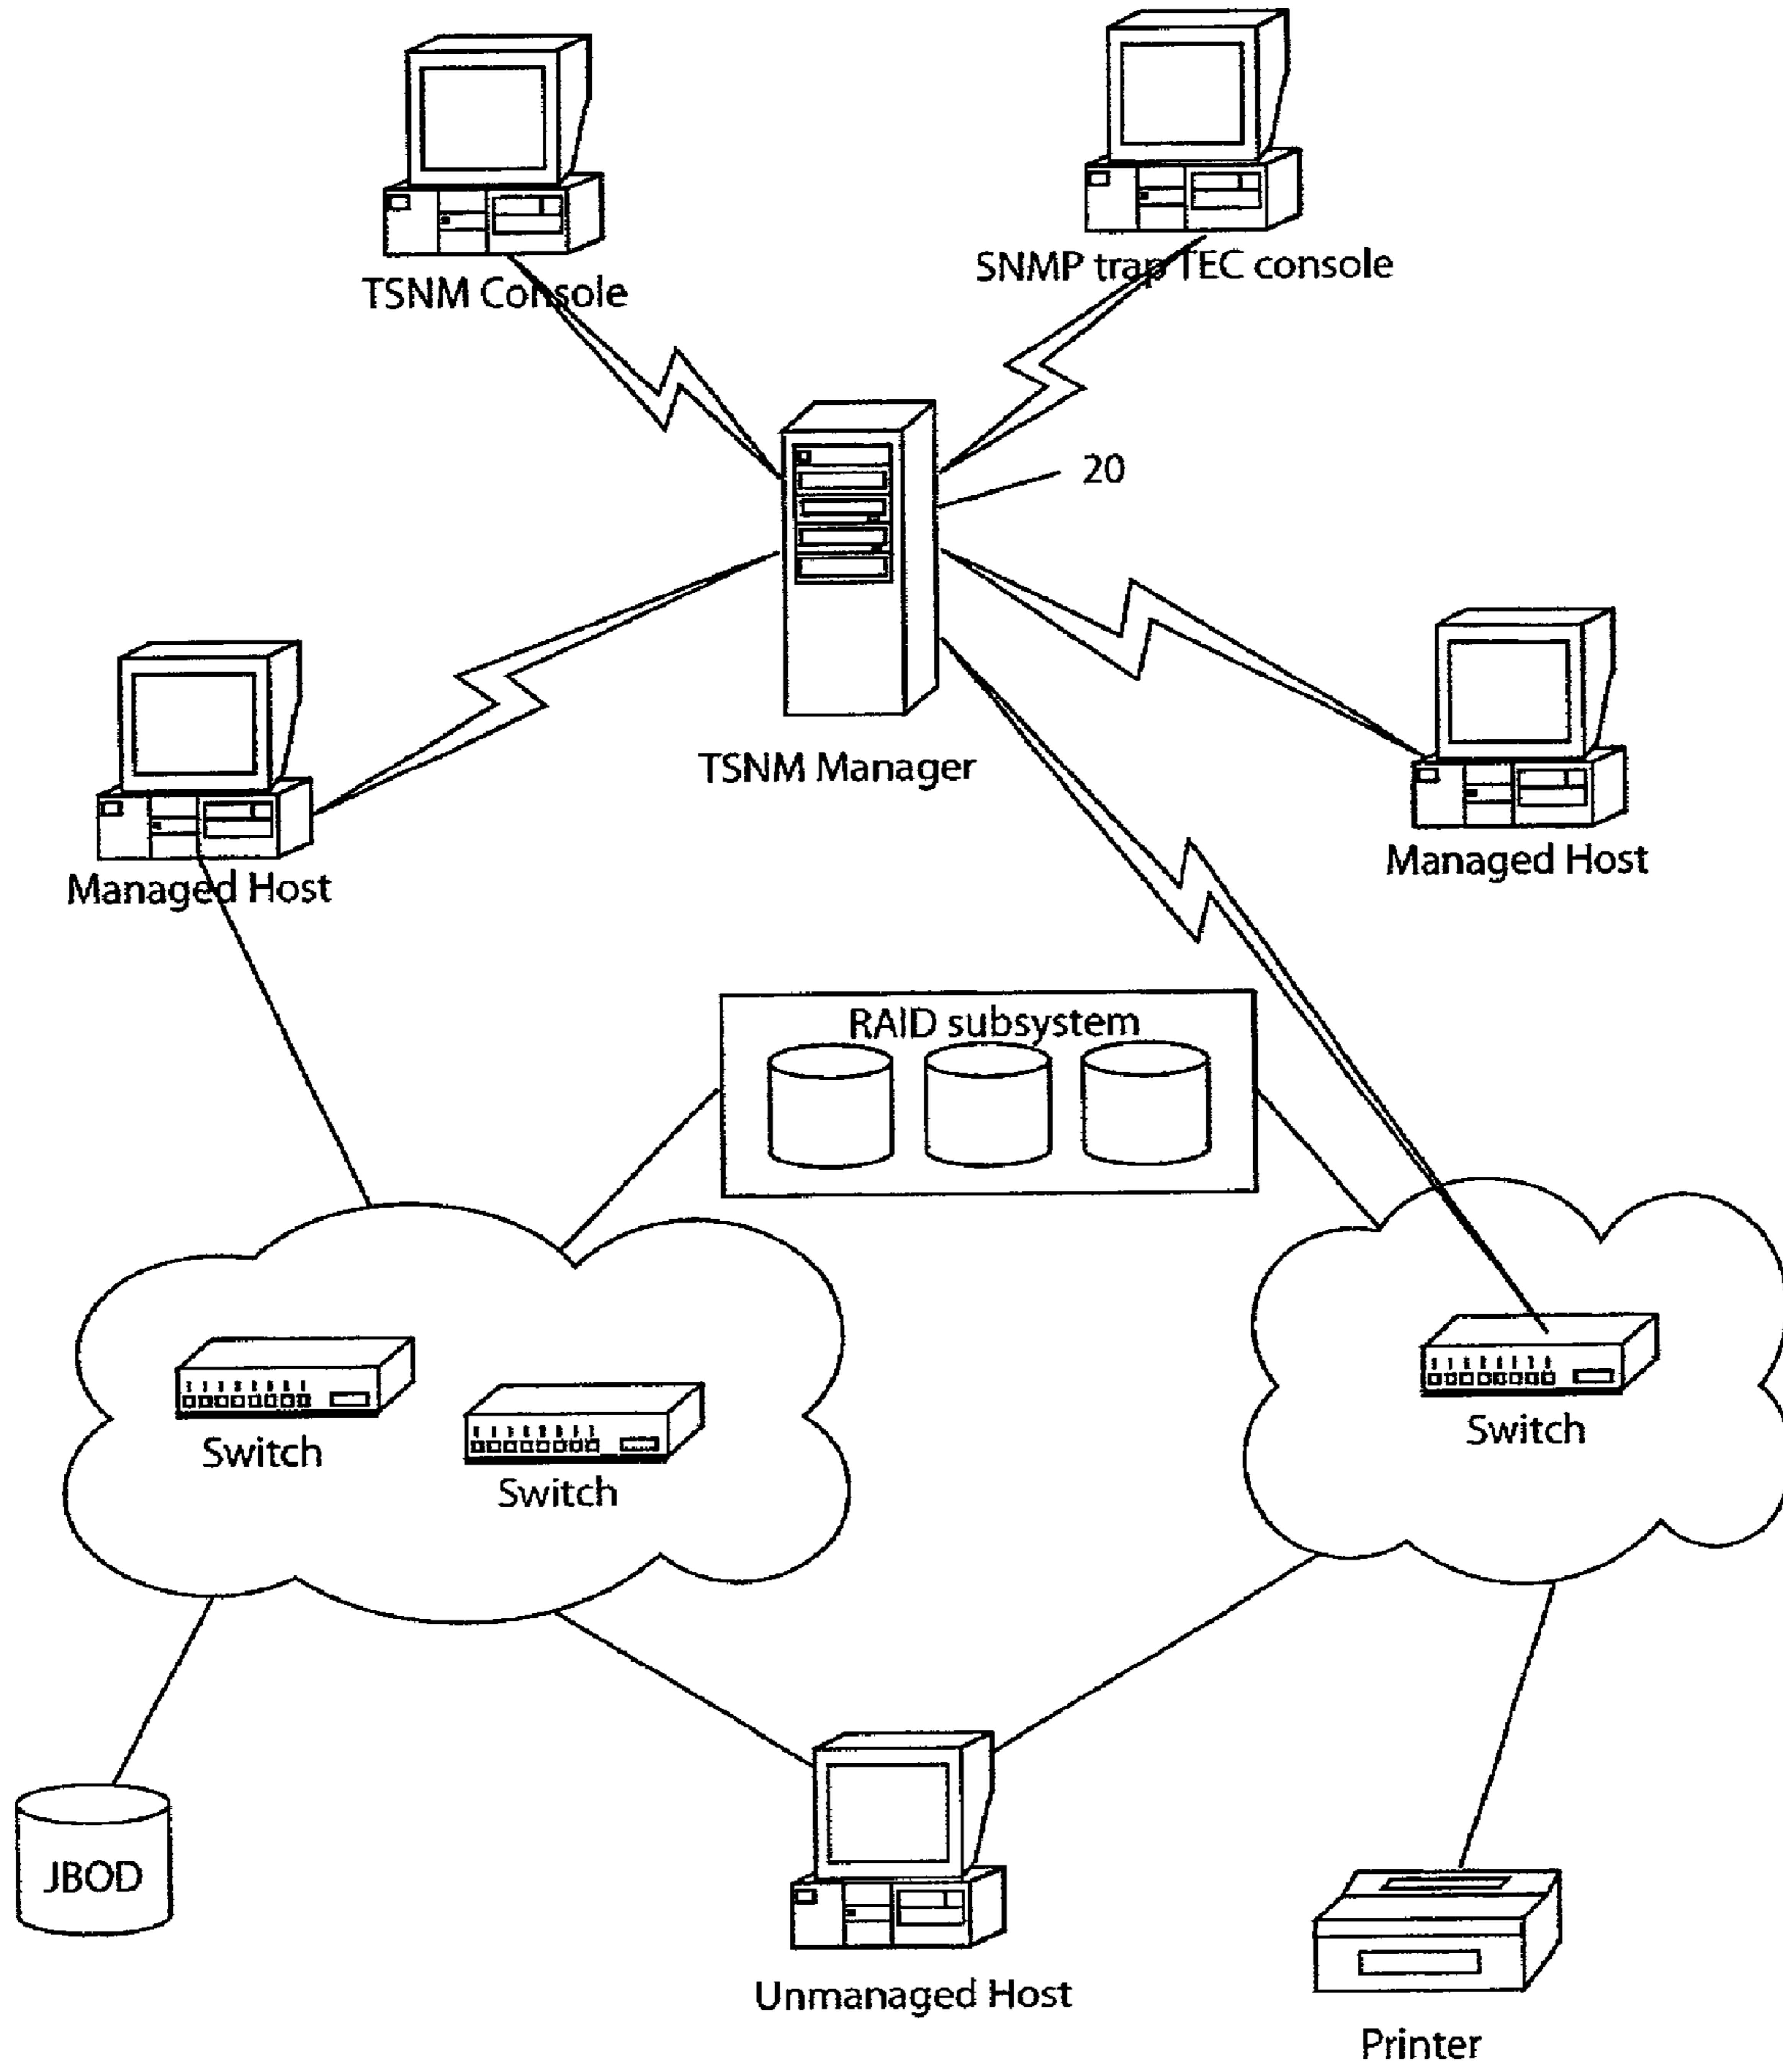 TSNM Console
SNMP trap TEC console
20
TSNM Manager
Managed Host
Managed Host
RAID subsystem
Switch
Switch
Switch
JBOD
Unmanaged Host
Printer